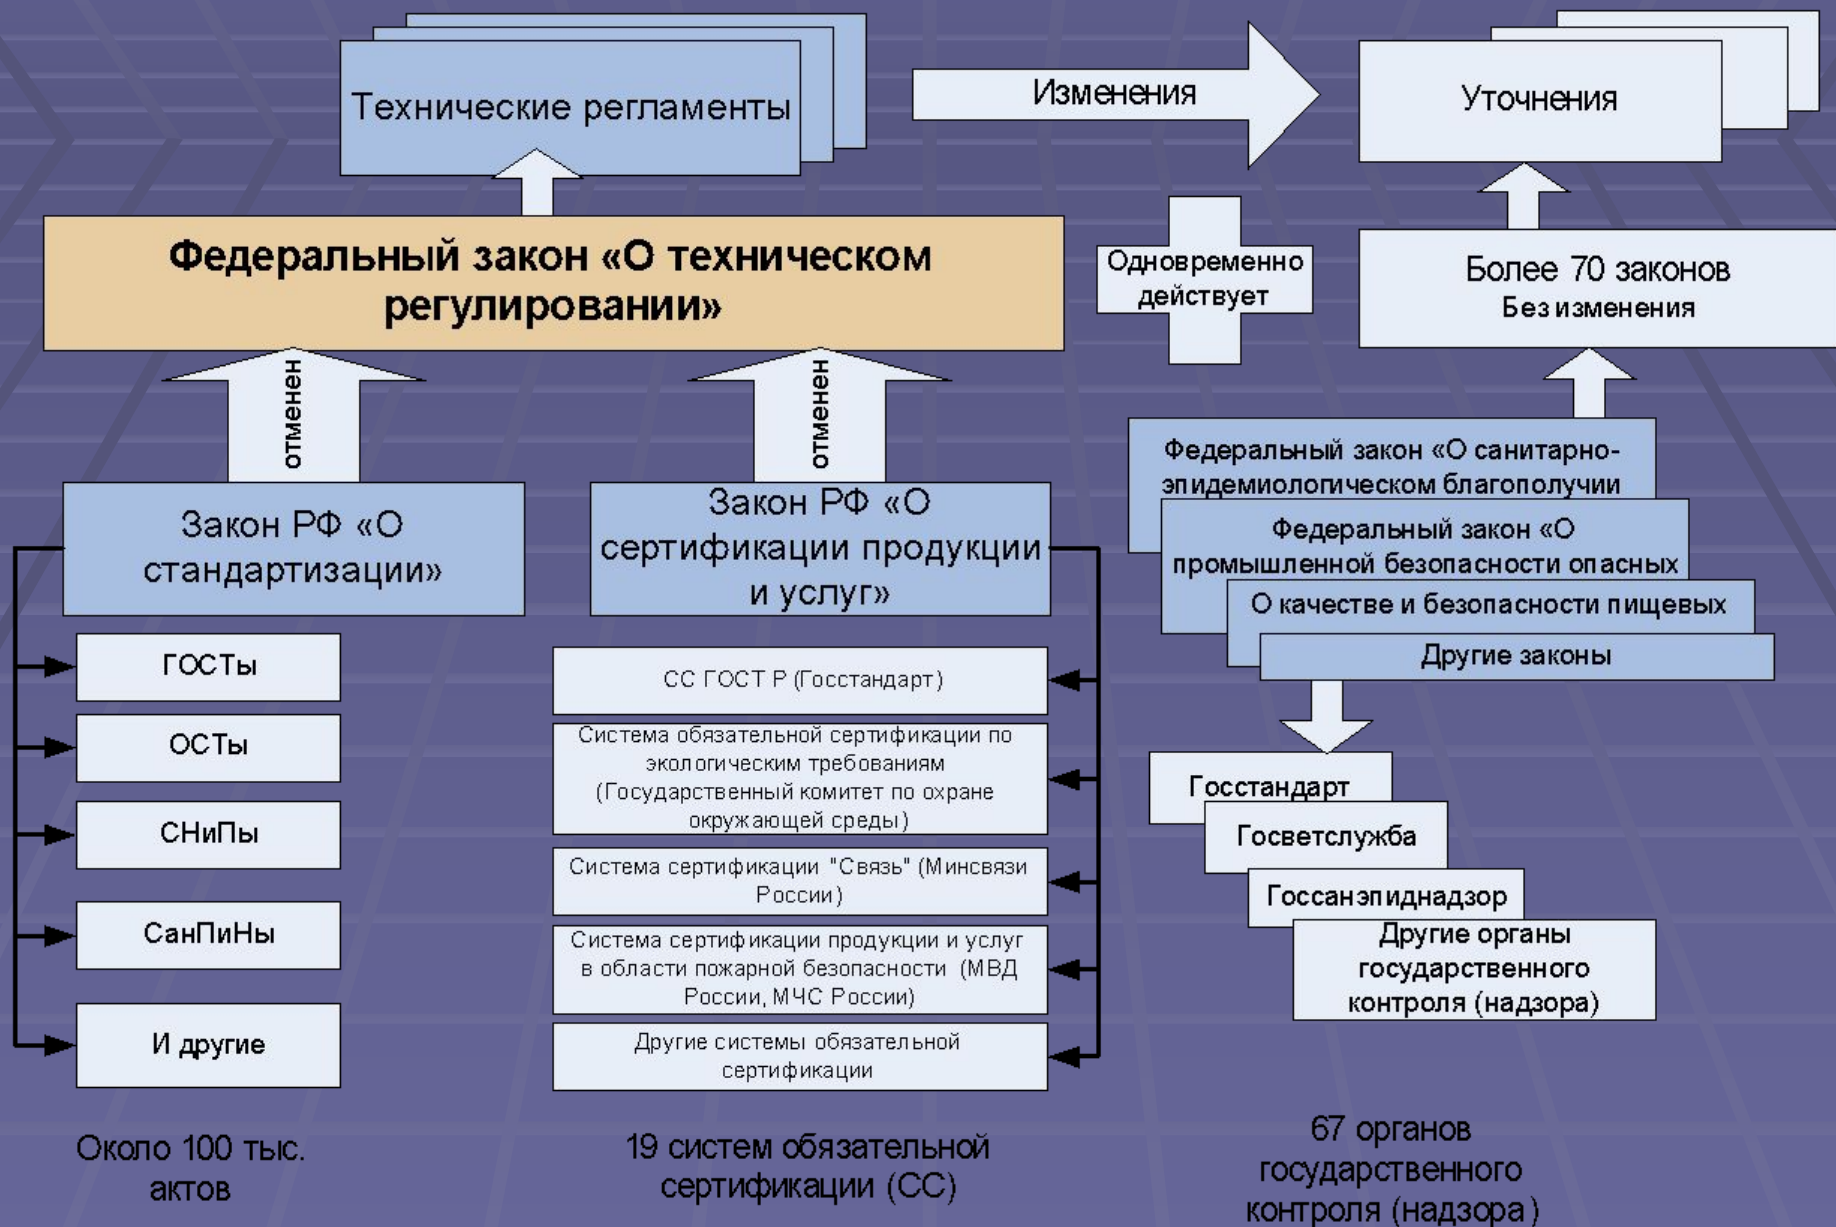 Технические регламенты
Изменения
Уточнения
Федеральный закон «О техническом
регулировании»
Одновременно
действует
Более 70 законов
Без изменения
отменен
отменен
Закон РФ «О
стандартизации»
ГОСТы
ОСТы
СНиПы
СанПиНы
И другие
Около 100 тыс.
актов
Закон РФ «О
сертификации продукции
и услуг»
СС ГОСТ Р (Госстандарт)
Система обязательной сертификации по
экологическим требованиям
(Государственный комитет по охране
окружающей среды)
Система сертификации "Связь" (Минсвязи
России)
Система сертификации продукции и услуг
в области пожарной безопасности (МВД
России, МЧС России)
Другие системы обязательной
сертификации
19 систем обязательной
сертификации (СС)
Федеральный закон «О санитарно-
эпидемиологическом благополучии
Федеральный закон «О
промышленной безопасности опасных
О качестве и безопасности пищевых
Другие законы
Госстандарт
Госветслужба
Госсанэпиднадзор
Другие органы
государственного
контроля (надзора)
67 органов
государственного
контроля (надзора)